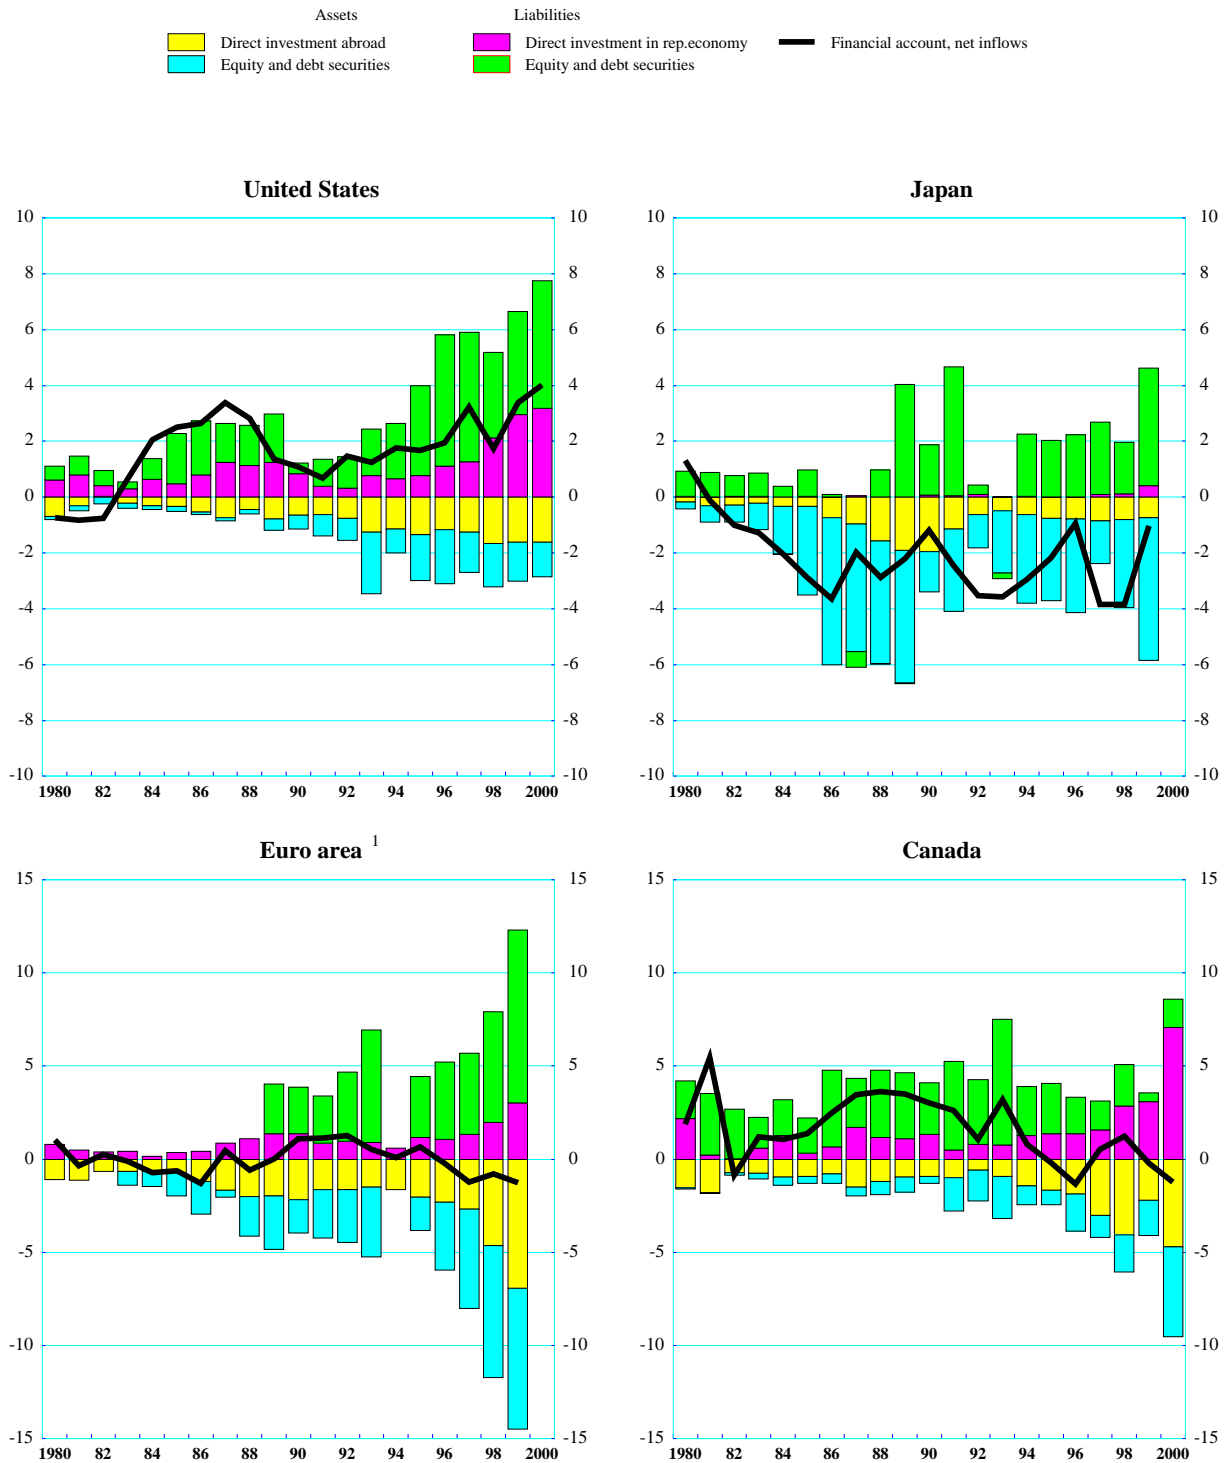 Assets Liabilities
Direct investment abroad Direct investment in rep.economy Financial account, net inflows
Equity and debt securities Equity and debt securities
United States Japan
10 10 10 10
8 8 8 8
6 6 6 6
4 4 4 4
2 2 2 2
0 0 0 0
-2 -2 -2 -2
-4 -4 -4 -4
-6 -6 -6 -6
-8 -8 -8 -8
-10 -10 -10 -10
1980 82 84 86 88 90 92 94 96 98 2000 1980 82 84 86 88 90 92 94 96 98 2000
Euro area 1 Canada
15 15 15 15
10 10 10 10
5 5 5 5
0 0 0 0
-5 -5 -5 -5
-10 -10 -10 -10
-15 -15 -15 -15
1980 82 84 86 88 90 92 94 96 98 2000 1980 82 84 86 88 90 92 94 96 98 2000